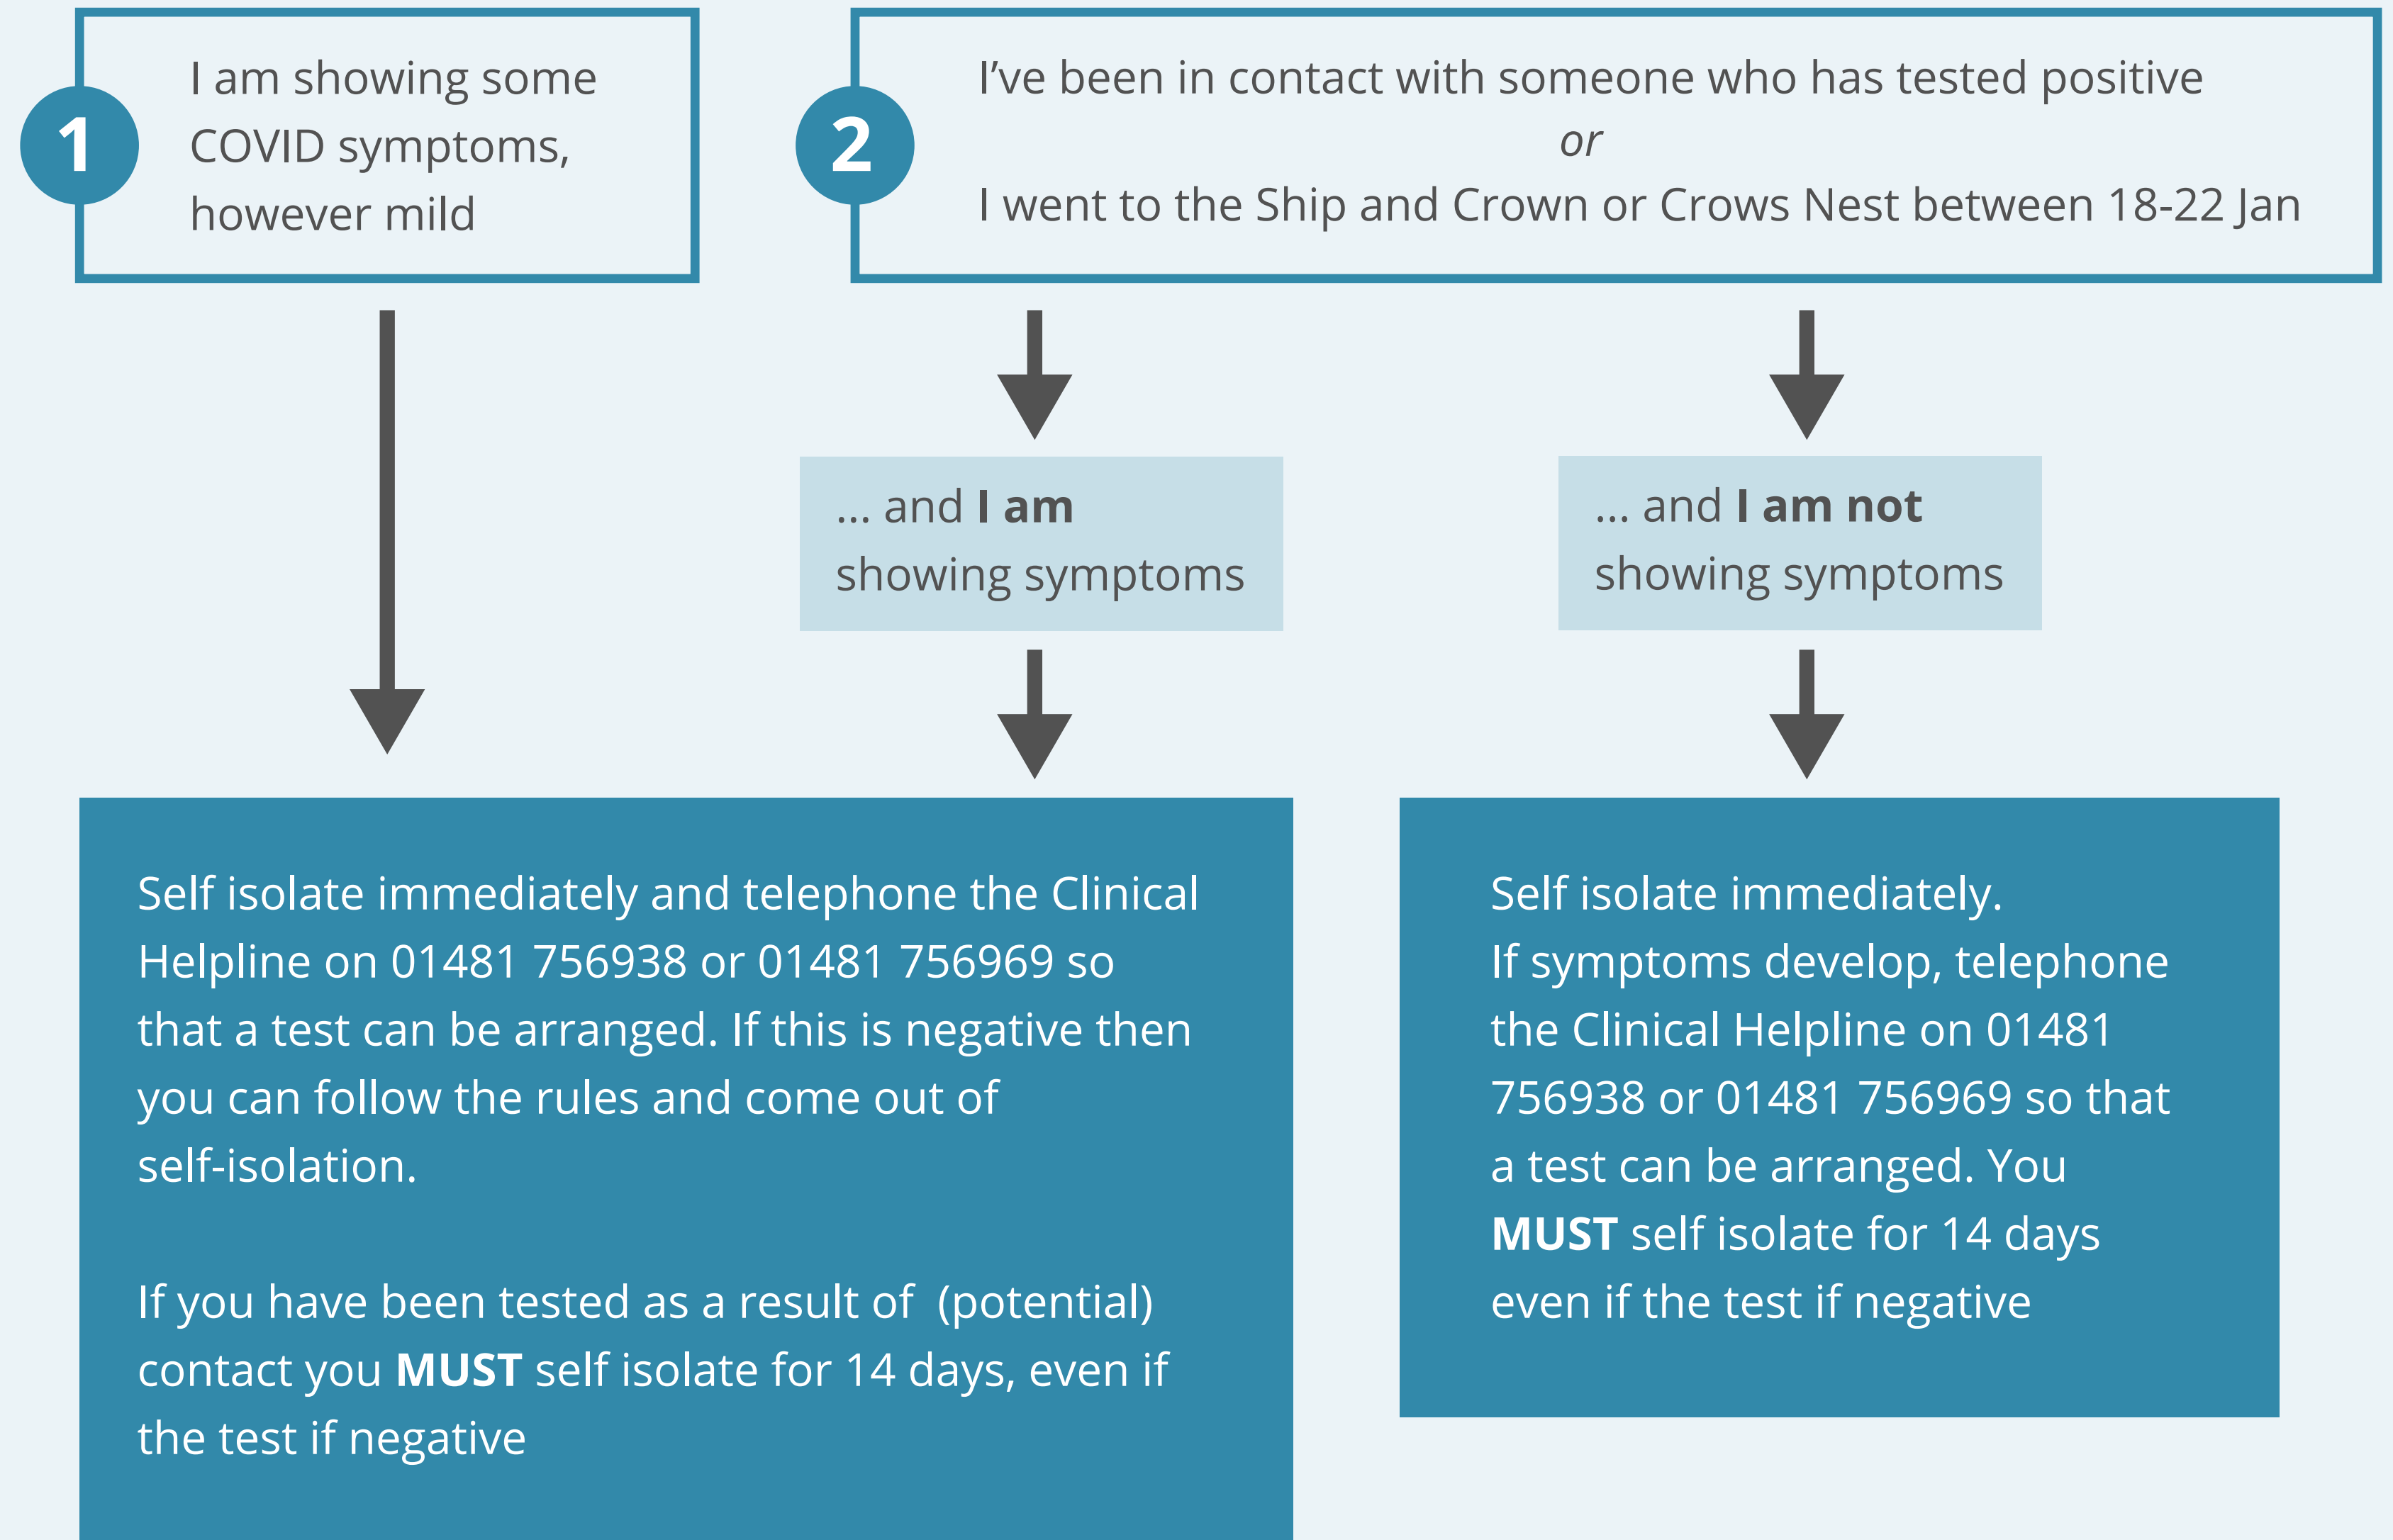 1
I am showing some
COVID symptoms,
however mild
2
I’ve been in contact with someone who has tested positive
or
I went to the Ship and Crown or Crows Nest between 18-22 Jan
... and I am
showing symptoms
... and I am not
showing symptoms
Self isolate immediately and telephone the Clinical
Helpline on 01481 756938 or 01481 756969 so
that a test can be arranged. If this is negative then
you can follow the rules and come out of
self-isolation.
If you have been tested as a result of  (potential)
contact you MUST self isolate for 14 days, even if
the test if negative
Self isolate immediately.
If symptoms develop, telephone
the Clinical Helpline on 01481
756938 or 01481 756969 so that
a test can be arranged. You
MUST self isolate for 14 days
even if the test if negative